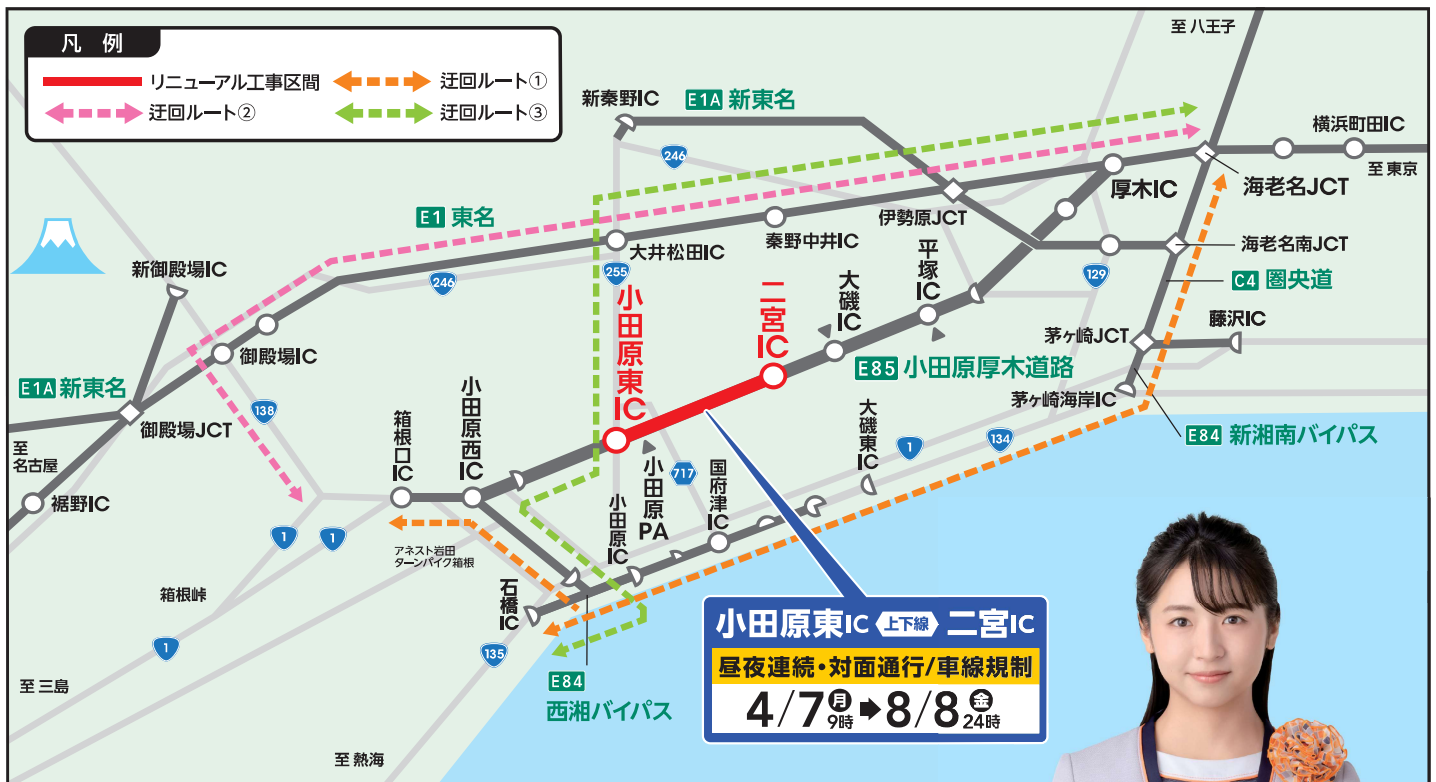 凡 例
リニューアル工事区間
迂回ルート①
迂回ルート②
迂回ルート③
至 八王子
新秦野IC
E1A 新東名
横浜町田IC
至 東京
246
海老名JCT
厚木IC
E1 東名
伊勢原JCT
秦野中井IC
大井松田IC
海老名南JCT
新御殿場IC
246
255
129
C4 圏央道
平塚IC
大磯IC
二宮IC
小田原東IC
藤沢IC
茅ヶ崎JCT
御殿場IC
E85 小田原厚木道路
E1A 新東名
茅ヶ崎海岸IC
138
御殿場JCT
小田原西IC
箱根口IC
大磯東IC
1
134
E84 新湘南バイパス
至名古屋
裾野IC
小田原PA
717
国府津IC
小田原IC
1
1
アネスト岩田
ターンパイク箱根
石橋IC
箱根峠
1
135
至 三島
E84
西湘バイパス
至 熱海
小田原東IC 上下線 二宮IC
昼夜連続・対面通行/車線規制
4/7月9時➡8/8金24時